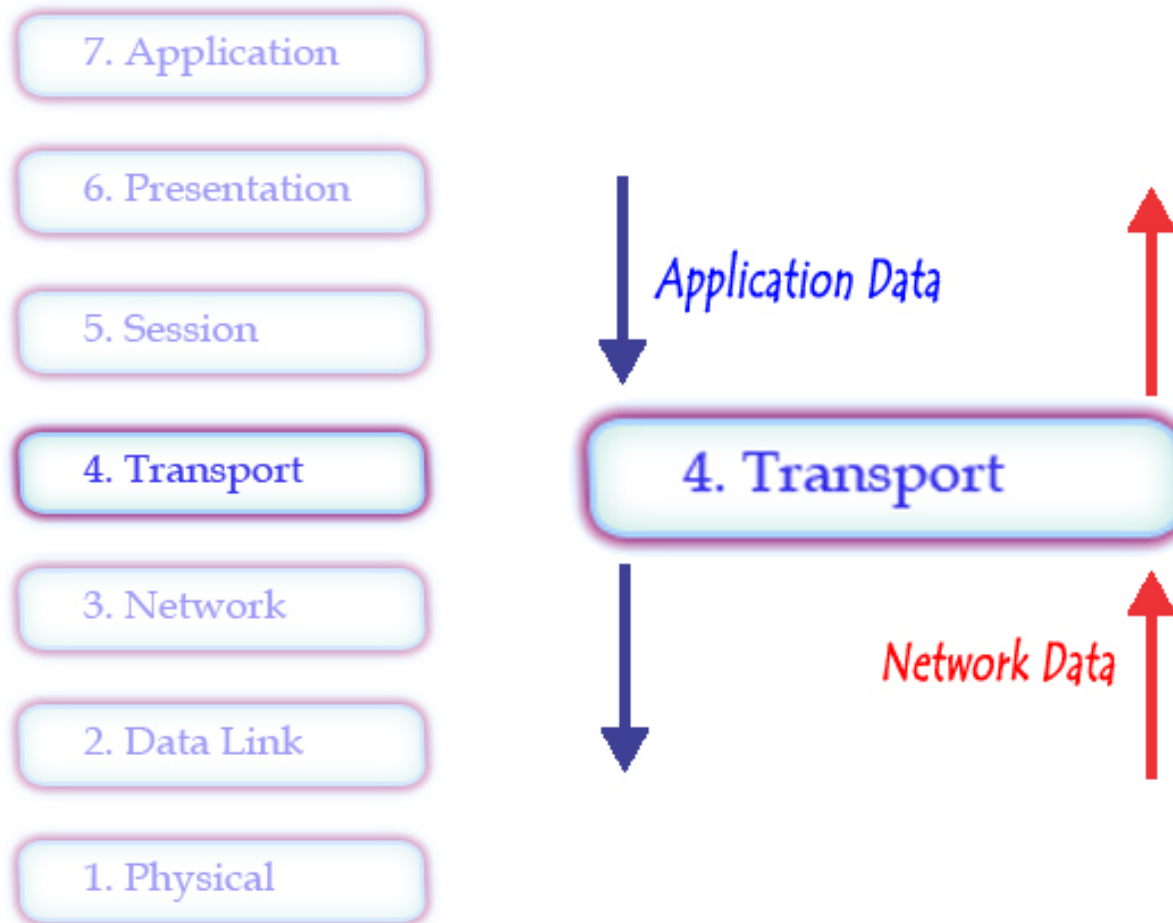 7. Application
6. Presentation
5. Session
4. Transport
3. Network
2. Data Link
1. Physical
Application Data
4. Transport
Network Data